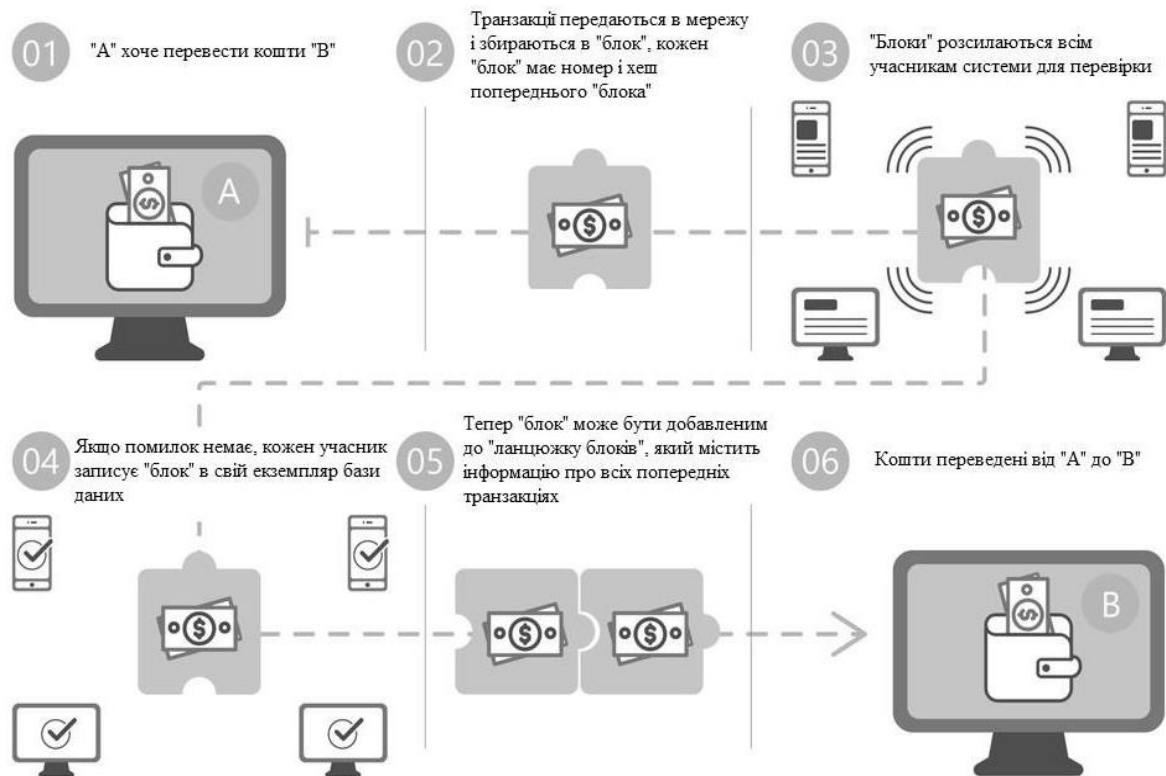 01
"А" хоче перевести кошти "В"
02
Транзакції передаються в мережу
і збираються в "блок", кожен
"блок" має номер і хеш
попереднього "блока"
03
"Блоки" розсилаються всім
учасникам системи для перевірки
A
04
Якщо помилок немає, кожен учасник
записує "блок" в свій екземпляр бази
даних
05
Тепер "блок" може бути добавленим
до "ланцюжку блоків", який містить
інформацію про всіх попередніх
транзакціях
06
Кошти переведені від "А" до "В"
B